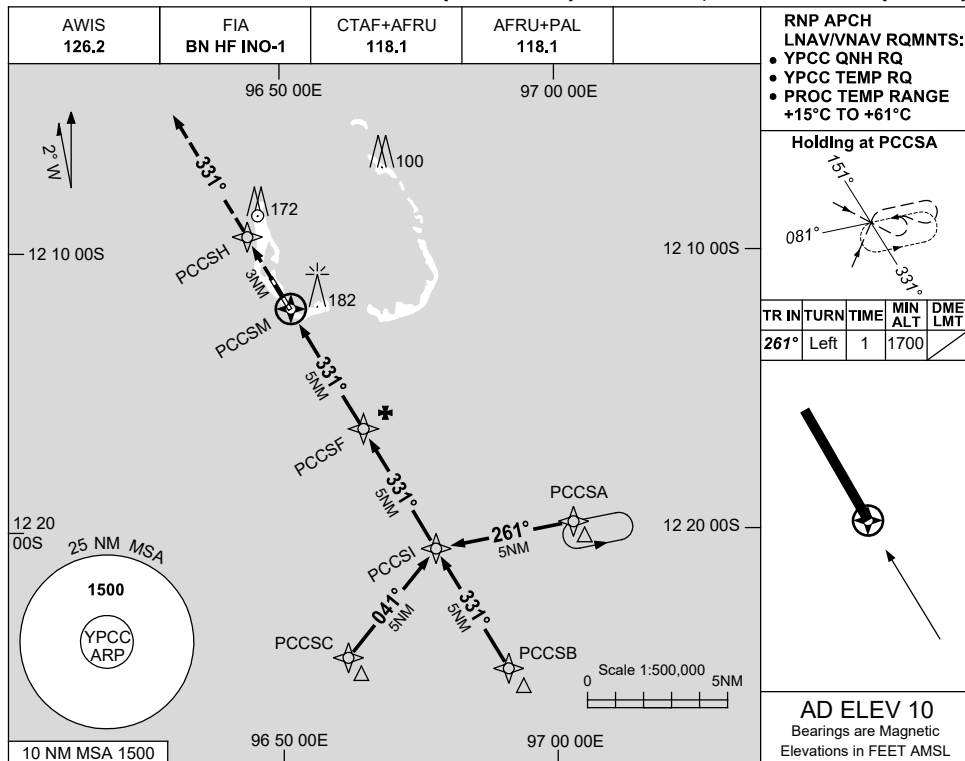 AWIS
126.2
FIA
BN HF INO-1
CTAF+AFRU
118.1
AFRU+PAL
118.1
RNP APCH
LNAV/VNAV RQMNTS:
• YPCC QNH RQ
• YPCC TEMP RQ
• PROC TEMP RANGE
+15°C TO +61°C
96 50 00E
97 00 00E
2° W
331°
100
172
PCCSH
12 10 00S
12 10 00S
3NM
182
PCCSM
331°
5NM
PCCSF
331°
5NM
PCCSA
12 20
00S
12 20 00S
261°
5NM
PCCSI
25 NM MSA
1500
YPCC
ARP
041°
5NM
331°
5NM
PCCSC
PCCSB
Scale 1:500,000
0 5NM
10 NM MSA 1500
96 50 00E
97 00 00E
Holding at PCCSA
151°
081°
331°
TR IN TURN TIME MIN ALT DME LMT
261° Left 1 1700
AD ELEV 10
Bearings are Magnetic
Elevations in FEET AMSL